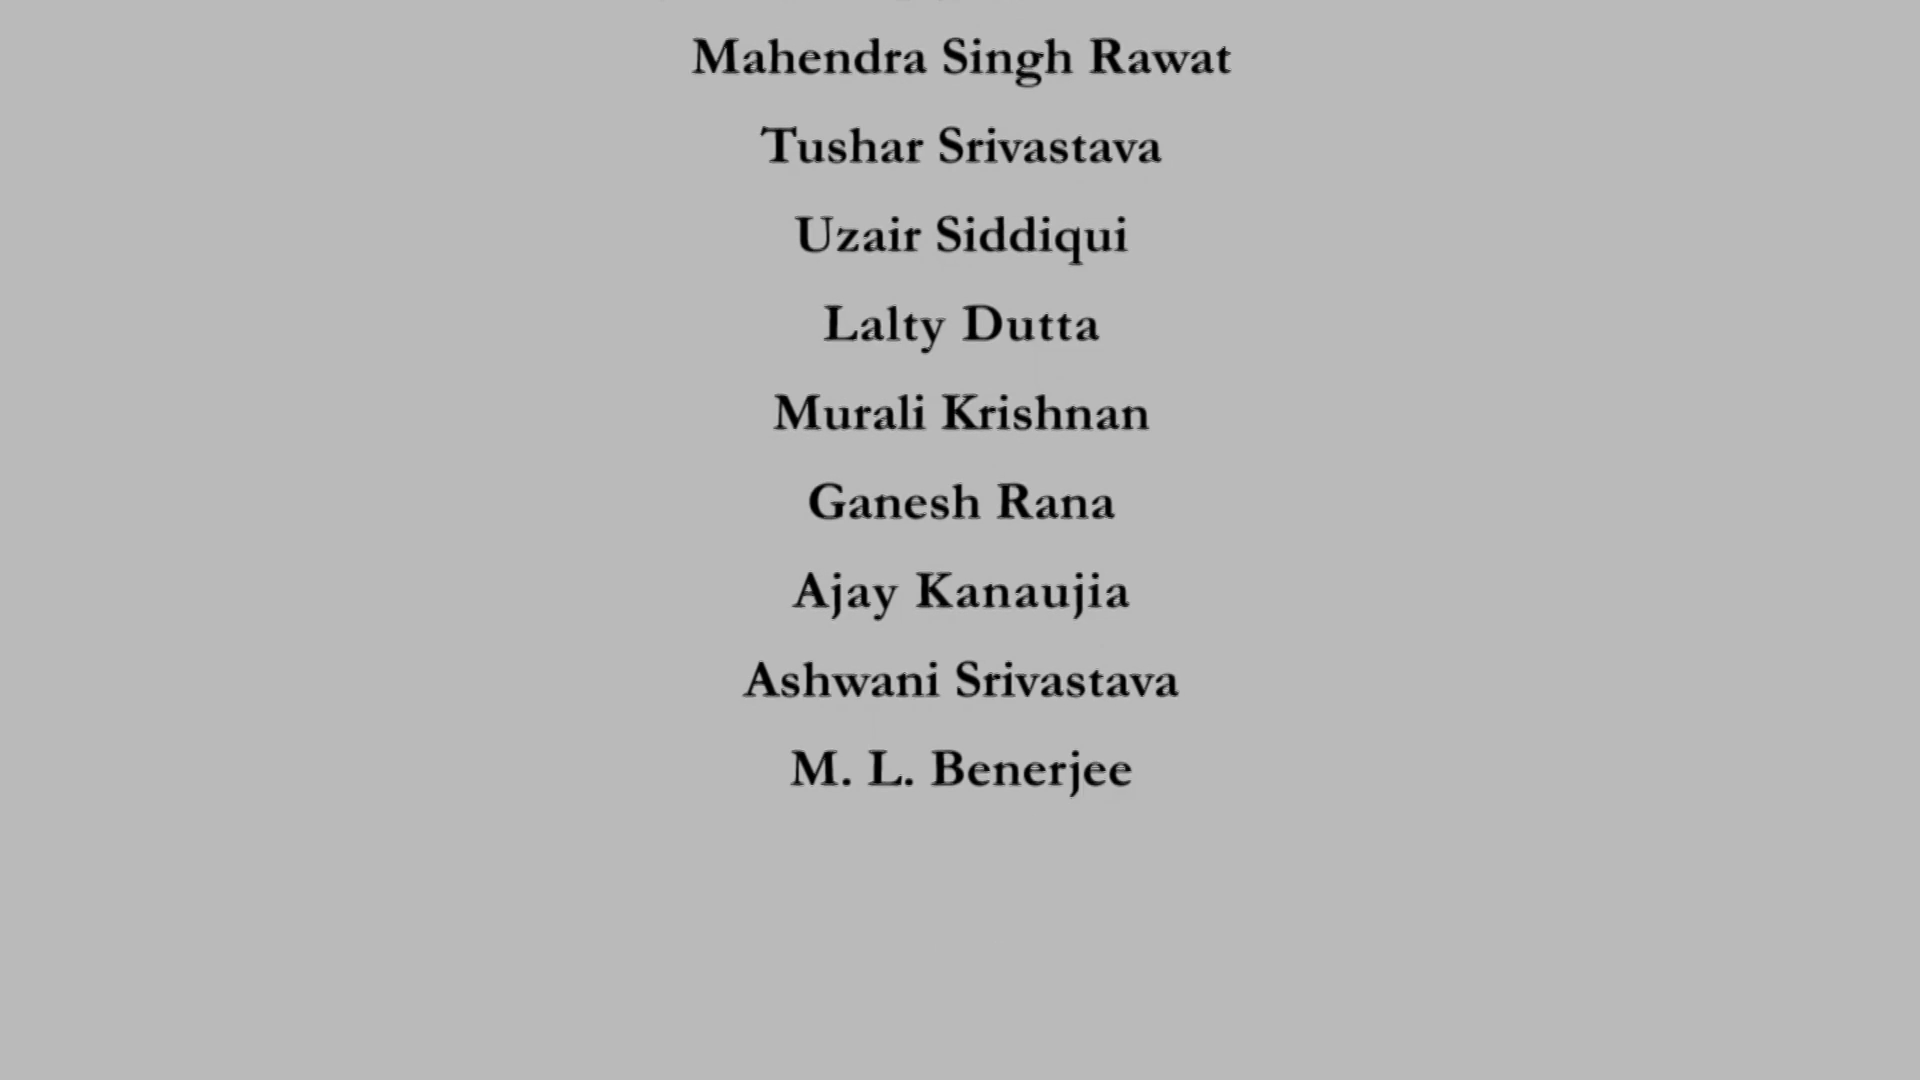 Mahendra Singh Rawat
Tushar Srivastava
Uzair Siddiqui
Lalty Dutta
Murali Krishnan
Ganesh Rana
Ajay Kanaujia
Ashwani Srivastava
M. L. Benerjee